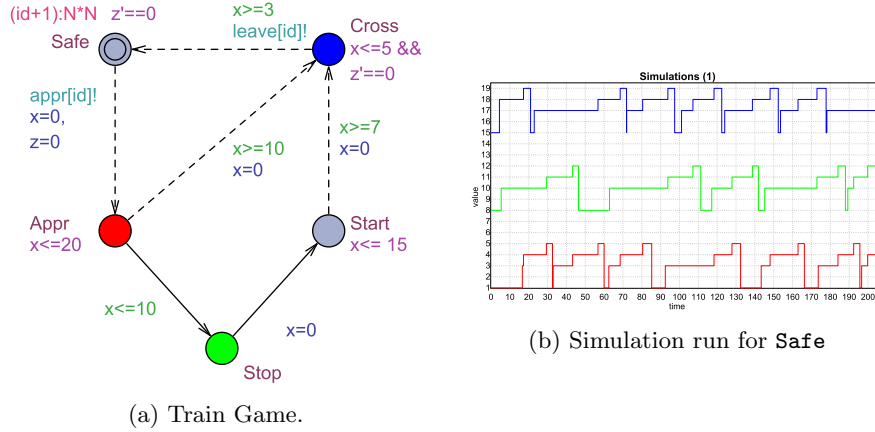 (id+1):N*N z'==0
Safe
x>=3
leave[id]!
Cross
x<=5 &&
z'==0
appr[id]!
x=0,
z=0
x>=10
x=0
x>=7
x=0
Appr
x<=20
Start
x<= 15
x<=10
x=0
Stop
(a) Train Game.
Simulations (1)
value
19
18
17
16
15
14
13
12
11
10
9
8
7
6
5
4
3
2
1
0 10 20 30 40 50 60 70 80 90 100 110 120 130 140 150 160 170 180 190 200
time
(b) Simulation run for Safe